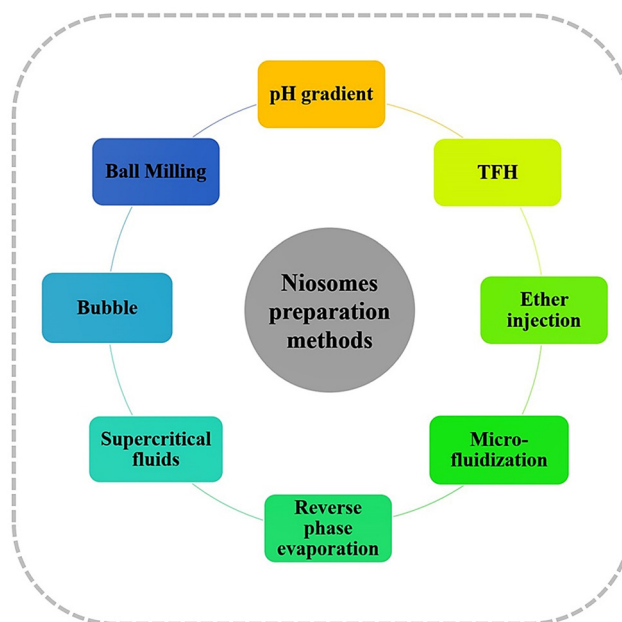 pH gradient
Ball Milling
TFH
Niosomes
preparation
methods
Bubble
Ether
injection
Supercritical
fluids
Micro-
fluidization
Reverse
phase
evaporation